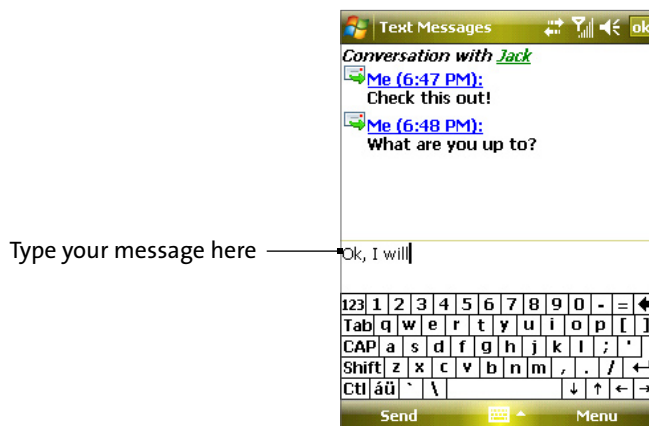 Text Messages ok
Conversation with Jack
Me (6:47 PM):
Check this out!
Me (6:48 PM):
What are you up to?
Type your message here
Ok, I will
123 1 2 3 4 5 6 7 8 9 0 - =
Tab q w e r t y u i o p [ ]
CAP a s d f g h j k l ; '
Shift z x c v b n m , . /
Ctl áü ` \
Send Menu